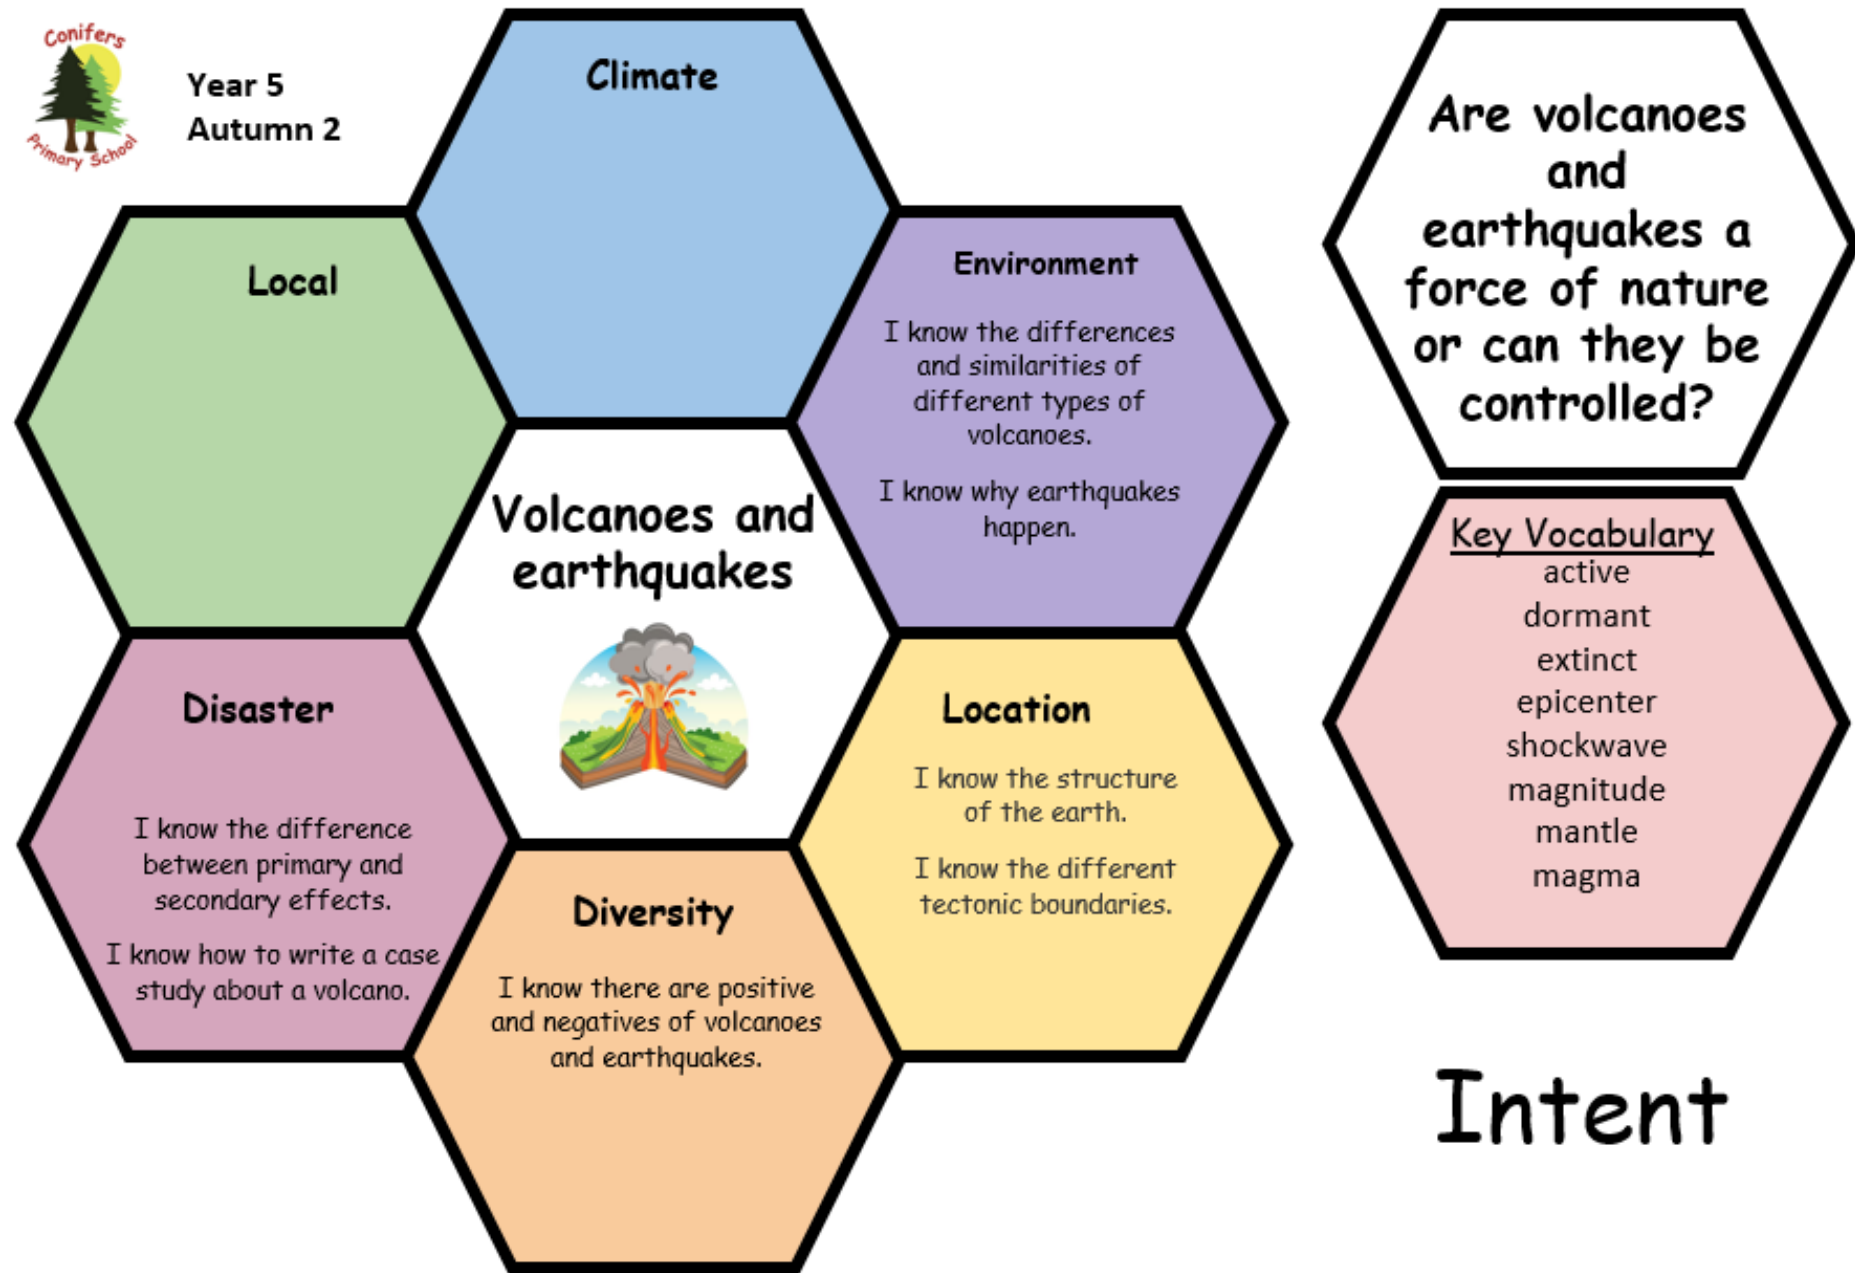 Conifers
Primary School
Year 5
Autumn 2
Climate
Local
Environment
I know the differences
and similarities of
different types of
volcanoes.
I know why earthquakes
happen.
Volcanoes and
earthquakes
Disaster
I know the difference
between primary and
secondary effects.
I know how to write a case
study about a volcano.
Diversity
I know there are positive
and negatives of volcanoes
and earthquakes.
Location
I know the structure
of the earth.
I know the different
tectonic boundaries.
Are volcanoes
and
earthquakes a
force of nature
or can they be
controlled?
Key Vocabulary
active
dormant
extinct
epicenter
shockwave
magnitude
mantle
magma
Intent